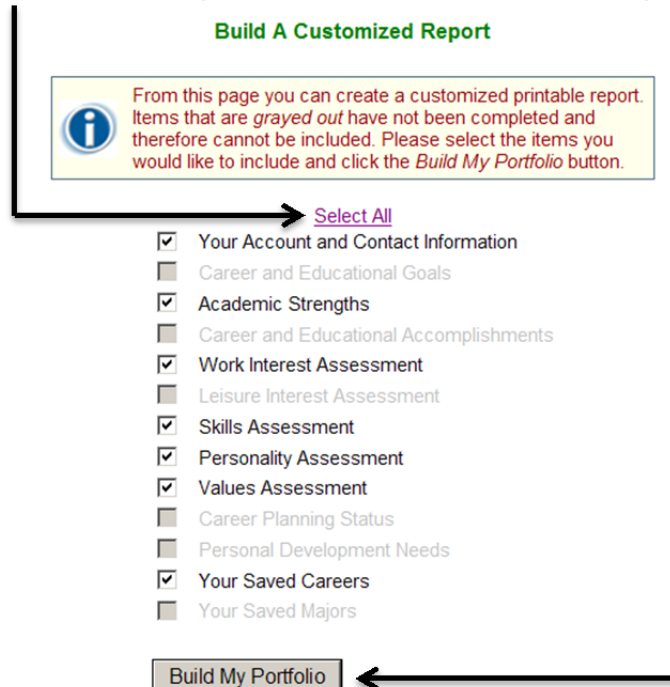 Build A Customized Report
From this page you can create a customized printable report.
Items that are grayed out have not been completed and
therefore cannot be included. Please select the items you
would like to include and click the Build My Portfolio button.
Select All
Your Account and Contact Information
Career and Educational Goals
Academic Strengths
Career and Educational Accomplishments
Work Interest Assessment
Leisure Interest Assessment
Skills Assessment
Personality Assessment
Values Assessment
Career Planning Status
Personal Development Needs
Your Saved Careers
Your Saved Majors
Build My Portfolio